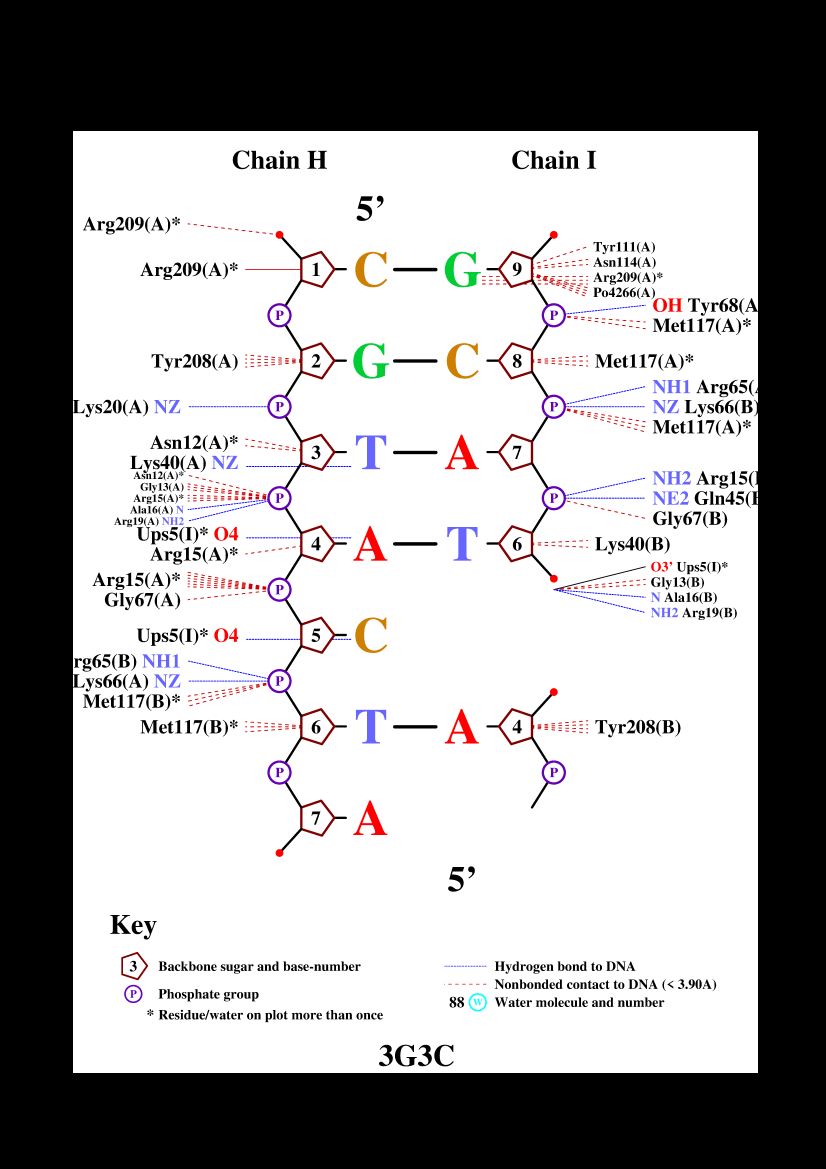 Chain H Chain I
5’
Arg209(A)*
Arg209(A)* 1 C G 9
Tyr111(A)
Asn114(A)
Arg209(A)*
Po4266(A)
P P
OH Tyr68(A
Met117(A)*
Tyr208(A) 2 G C 8 Met117(A)*
Lys20(A) NZ P P
NH1 Arg65(
NZ Lys66(B)
Met117(A)*
Asn12(A)* 3 T A 7
Lys40(A) NZ
Asn12(A)*
Gly13(A)
Arg15(A)*
Ala16(A) N
Arg19(A) NH2
P P
NH2 Arg15(
NE2 Gln45(
Gly67(B)
Ups5(I)* O4
Arg15(A)* 4 A T 6 Lys40(B)
O3’ Ups5(I)*
Gly13(B)
N Ala16(B)
NH2 Arg19(B)
Arg15(A)*
Gly67(A)
P
Ups5(I)* O4 5 C
rg65(B) NH1
Lys66(A) NZ P
Met117(B)*
Met117(B)* 6 T A 4 Tyr208(B)
P P
7 A
5’
Key
3 Backbone sugar and base-number
P Phosphate group
* Residue/water on plot more than once
Hydrogen bond to DNA
Nonbonded contact to DNA (< 3.90A)
88 W Water molecule and number
3G3C